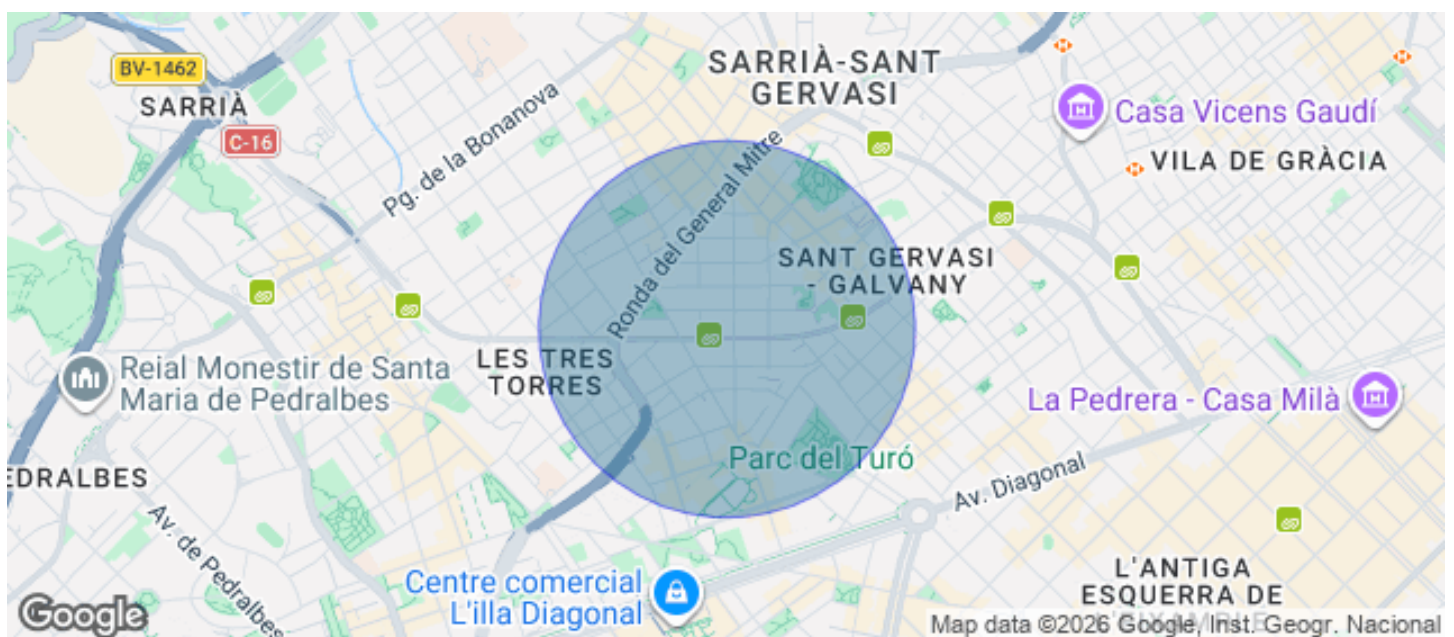 SARRIÀ-SANT
GERVASI
BV-1462
SARRIÀ
C-16
Pg. de la Bonanova
Ronda del General Mitre
Casa Vicens Gaudí
VILA DE GRÀCIA
SANT GERVASI
- GALVANY
LES TRES
TORRES
Reial Monestir de Santa
Maria de Pedralbes
La Pedrera - Casa Milà
Parc del Turó
EDRALBES
Av. Diagonal
Av. de Pedralbes
Centre comercial
L'illa Diagonal
L'ANTIGA
ESQUERRA DE
L'EIXAMPLE
Google
Map data ©2026 Google, Inst. Geogr. Nacional